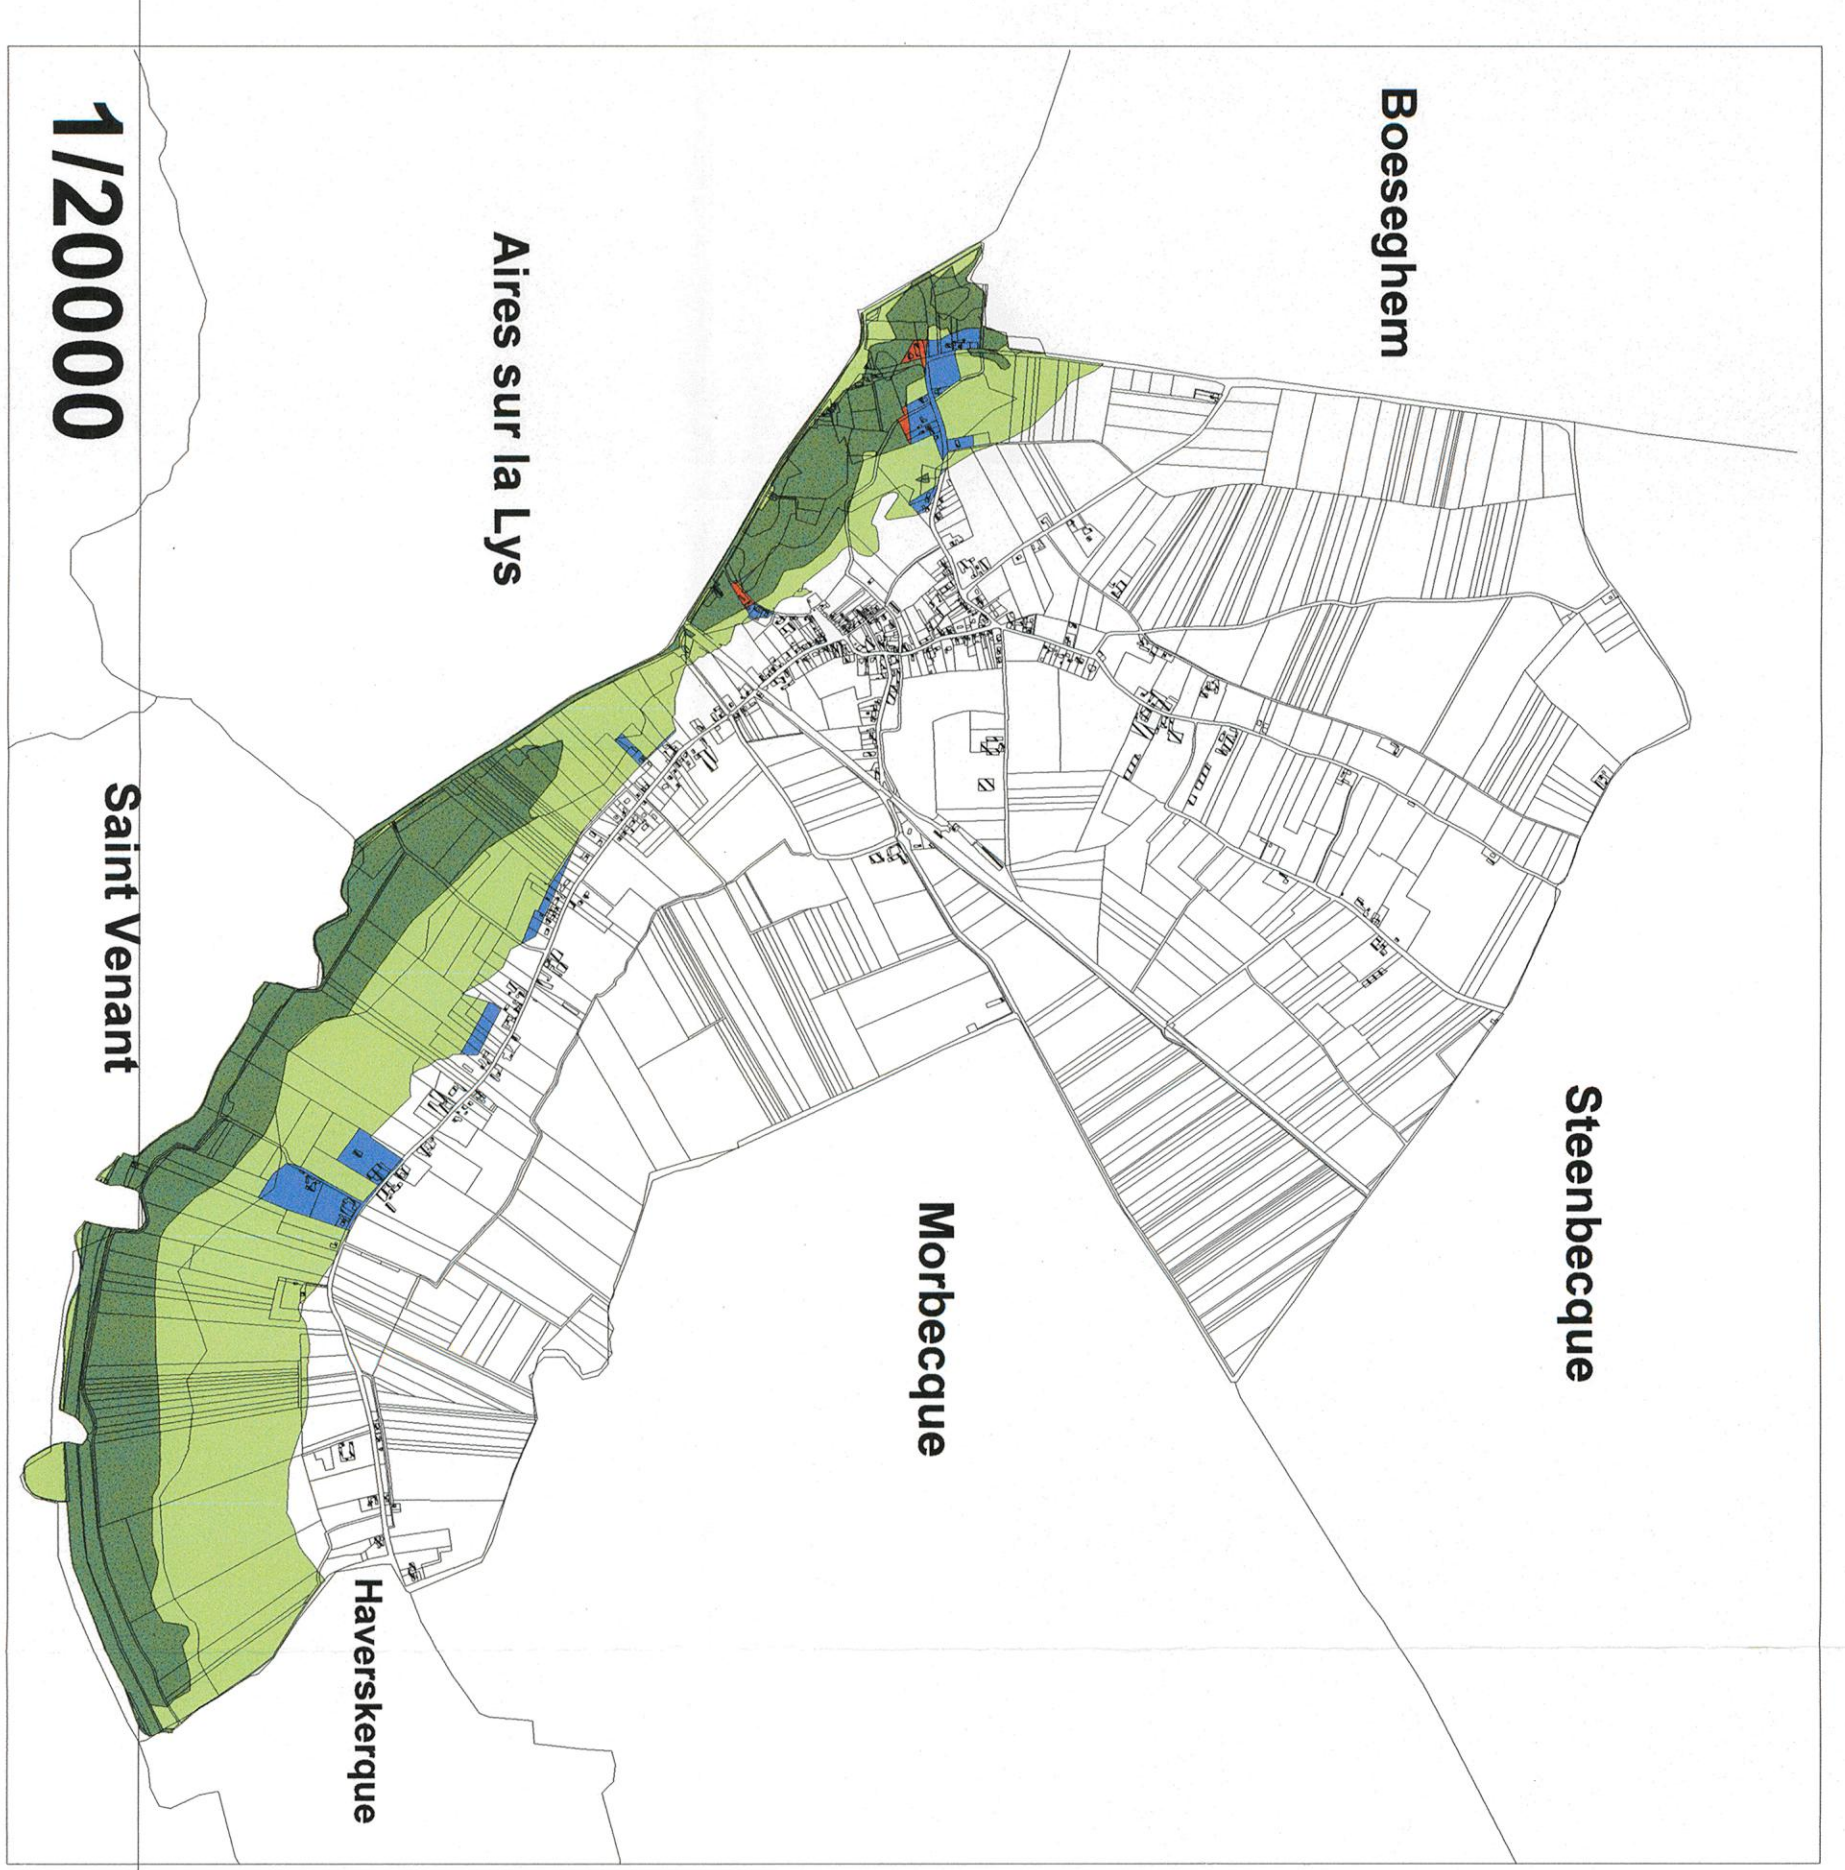 Boeseghem
Steenbecque
Aires sur la Lys
Morbecque
1/20000
Saint Venant
Haverskerque